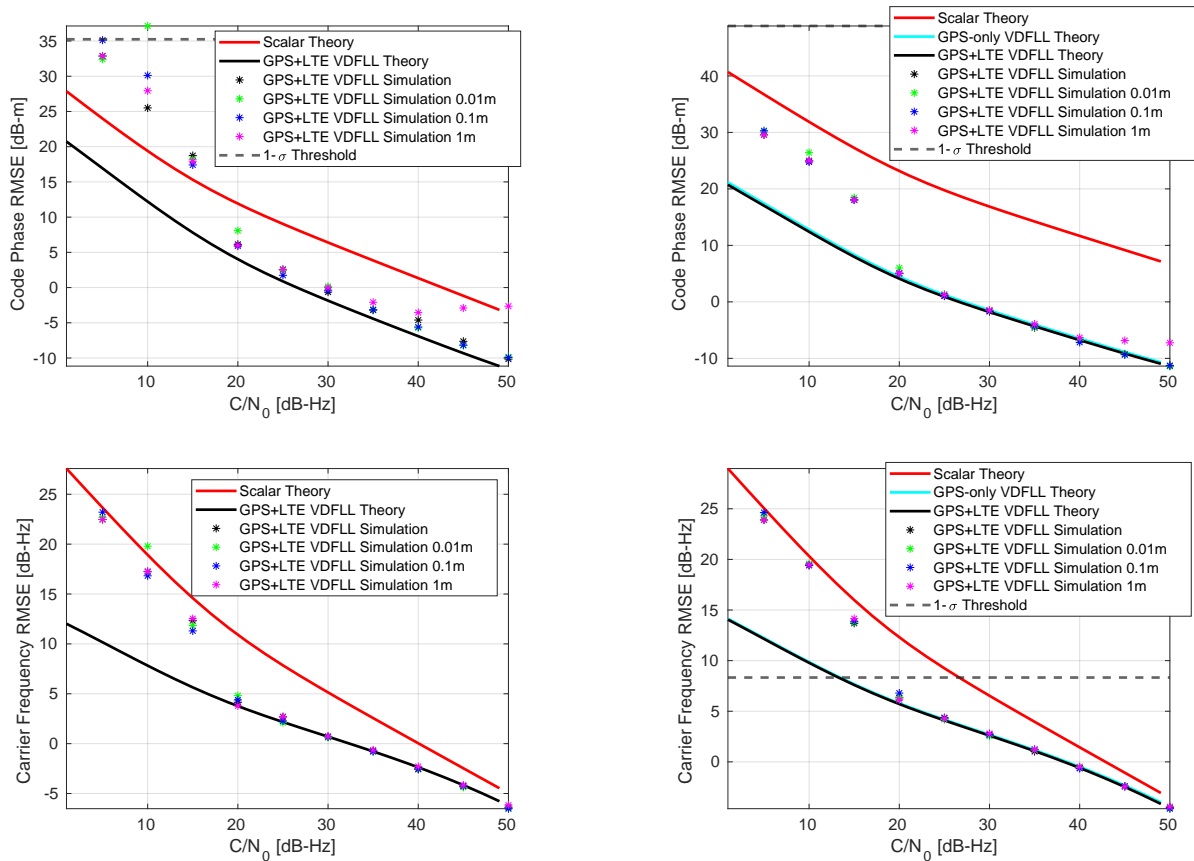 35
30
25
20
15
10
5
0
-5
-10
Code Phase RMSE [dB-m]
Scalar Theory
GPS+LTE VDFLL Theory
GPS+LTE VDFLL Simulation
GPS+LTE VDFLL Simulation 0.01m
GPS+LTE VDFLL Simulation 0.1m
GPS+LTE VDFLL Simulation 1m
1-σ Threshold
10 20 30 40 50
C/N0 [dB-Hz]
40
30
20
10
0
-10
Code Phase RMSE [dB-m]
Scalar Theory
GPS-only VDFLL Theory
GPS+LTE VDFLL Theory
GPS+LTE VDFLL Simulation
GPS+LTE VDFLL Simulation 0.01m
GPS+LTE VDFLL Simulation 0.1m
GPS+LTE VDFLL Simulation 1m
1-σ Threshold
10 20 30 40 50
C/N0 [dB-Hz]
25
20
15
10
5
0
-5
Carrier Frequency RMSE [dB-Hz]
Scalar Theory
GPS+LTE VDFLL Theory
GPS+LTE VDFLL Simulation
GPS+LTE VDFLL Simulation 0.01m
GPS+LTE VDFLL Simulation 0.1m
GPS+LTE VDFLL Simulation 1m
10 20 30 40 50
C/N0 [dB-Hz]
25
20
15
10
5
0
Carrier Frequency RMSE [dB-Hz]
Scalar Theory
GPS-only VDFLL Theory
GPS+LTE VDFLL Theory
GPS+LTE VDFLL Simulation
GPS+LTE VDFLL Simulation 0.01m
GPS+LTE VDFLL Simulation 0.1m
GPS+LTE VDFLL Simulation 1m
1-σ Threshold
10 20 30 40 50
C/N0 [dB-Hz]